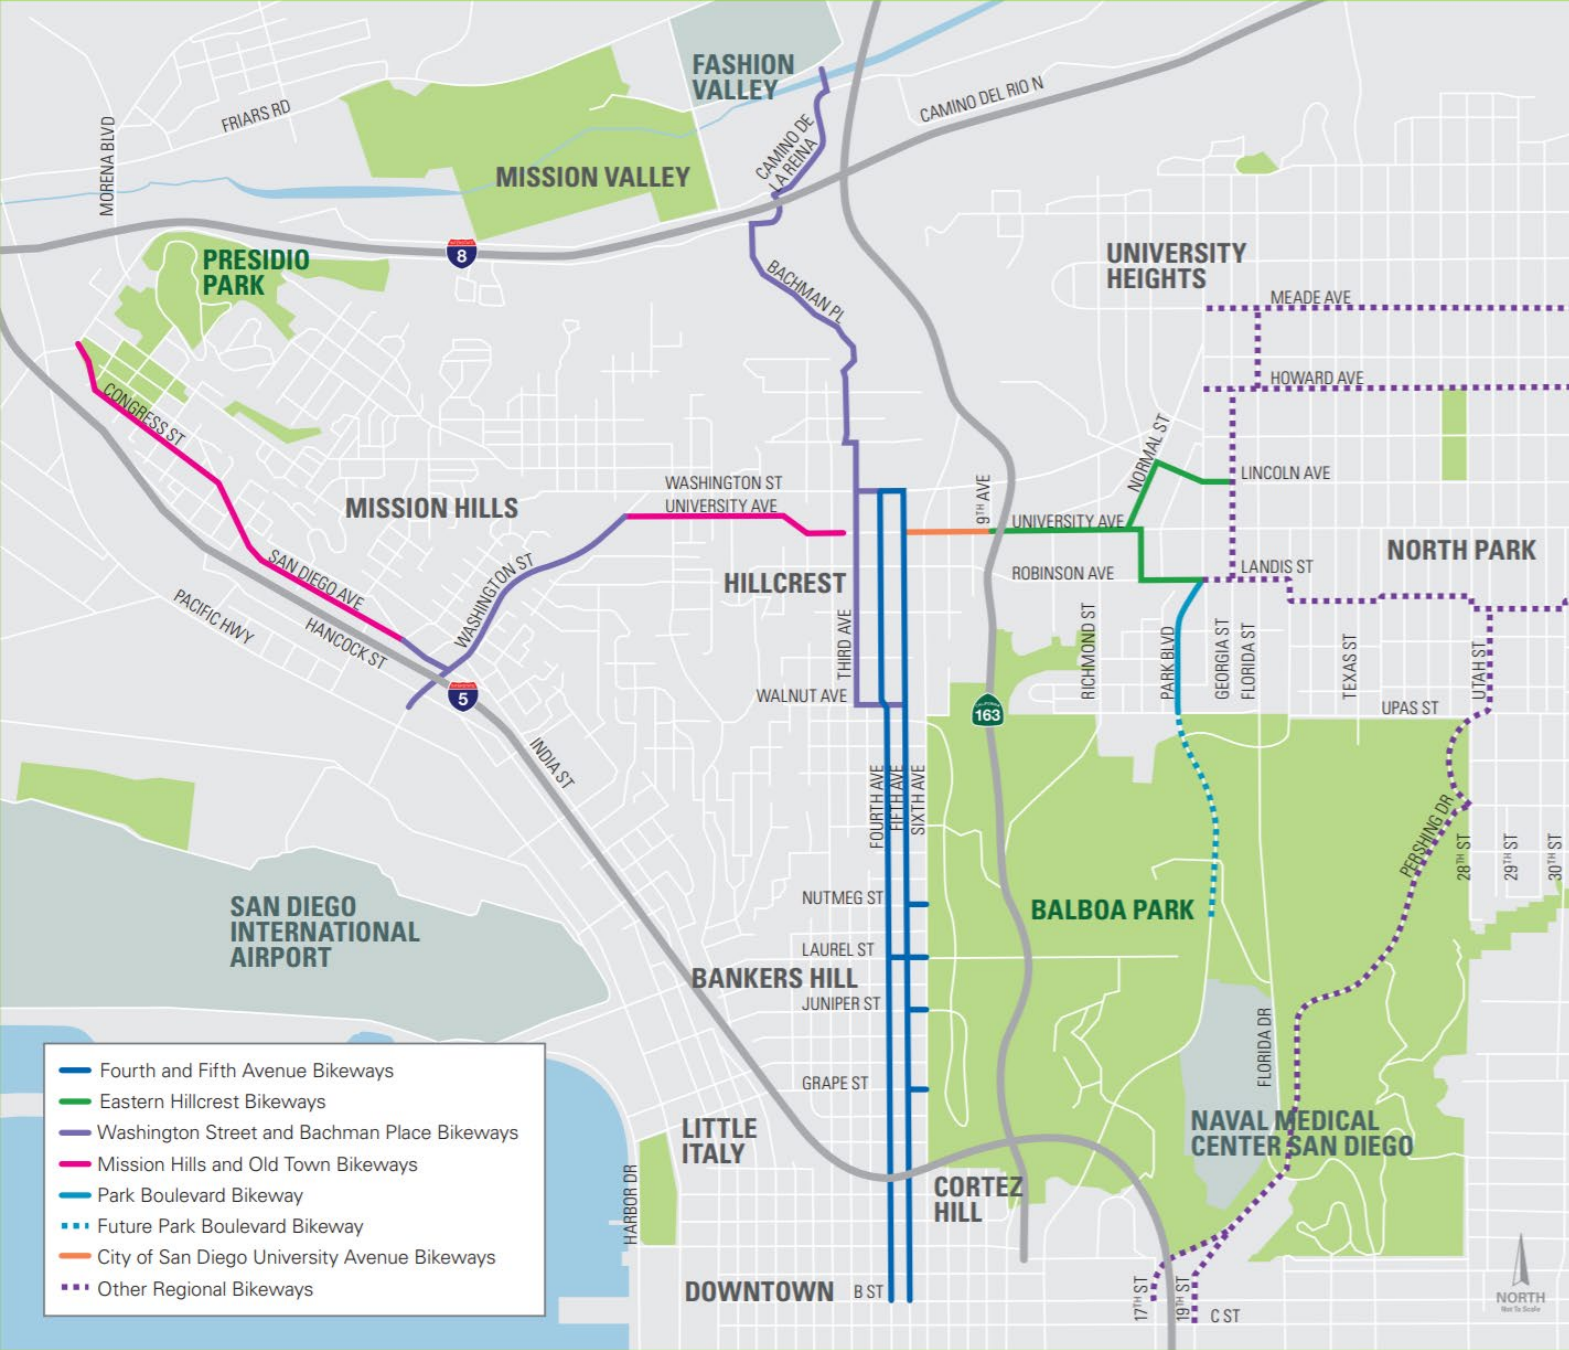 FASHION
VALLEY
CAMINO DEL RIO N
FRIARS RD
MORENA BLVD
CAMINO DE
LA REINA
MISSION VALLEY
INTERSTATE
8
PRESIDIO
PARK
UNIVERSITY
HEIGHTS
BACHMAN PL
MEADE AVE
HOWARD AVE
CONGRESS ST
NORMAL ST
LINCOLN AVE
WASHINGTON ST
UNIVERSITY AVE
9TH AVE
UNIVERSITY AVE
MISSION HILLS
NORTH PARK
SAN DIEGO AVE
WASHINGTON ST
HILLCREST
ROBINSON AVE
LANDIS ST
PACIFIC HWY
HANCOCK ST
THIRD AVE
RICHMOND ST
PARK BLVD
GEORGIA ST
FLORIDA ST
TEXAS ST
UTAH ST
WALNUT AVE
UPAS ST
5
CALIFORNIA
163
INDIA ST
FOURTH AVE
FIFTH AVE
SIXTH AVE
PERSHING DR
28TH ST
29TH ST
30TH ST
NUTMEG ST
BALBOA PARK
SAN DIEGO
INTERNATIONAL
AIRPORT
LAUREL ST
BANKERS HILL
JUNIPER ST
FLORIDA DR
GRAPE ST
Fourth and Fifth Avenue Bikeways
Eastern Hillcrest Bikeways
Washington Street and Bachman Place Bikeways
Mission Hills and Old Town Bikeways
Park Boulevard Bikeway
Future Park Boulevard Bikeway
City of San Diego University Avenue Bikeways
Other Regional Bikeways
LITTLE
ITALY
NAVAL MEDICAL
CENTER SAN DIEGO
HARBOR DR
CORTEZ
HILL
DOWNTOWN
B ST
17TH ST
19TH ST
C ST
NORTH
Not To Scale